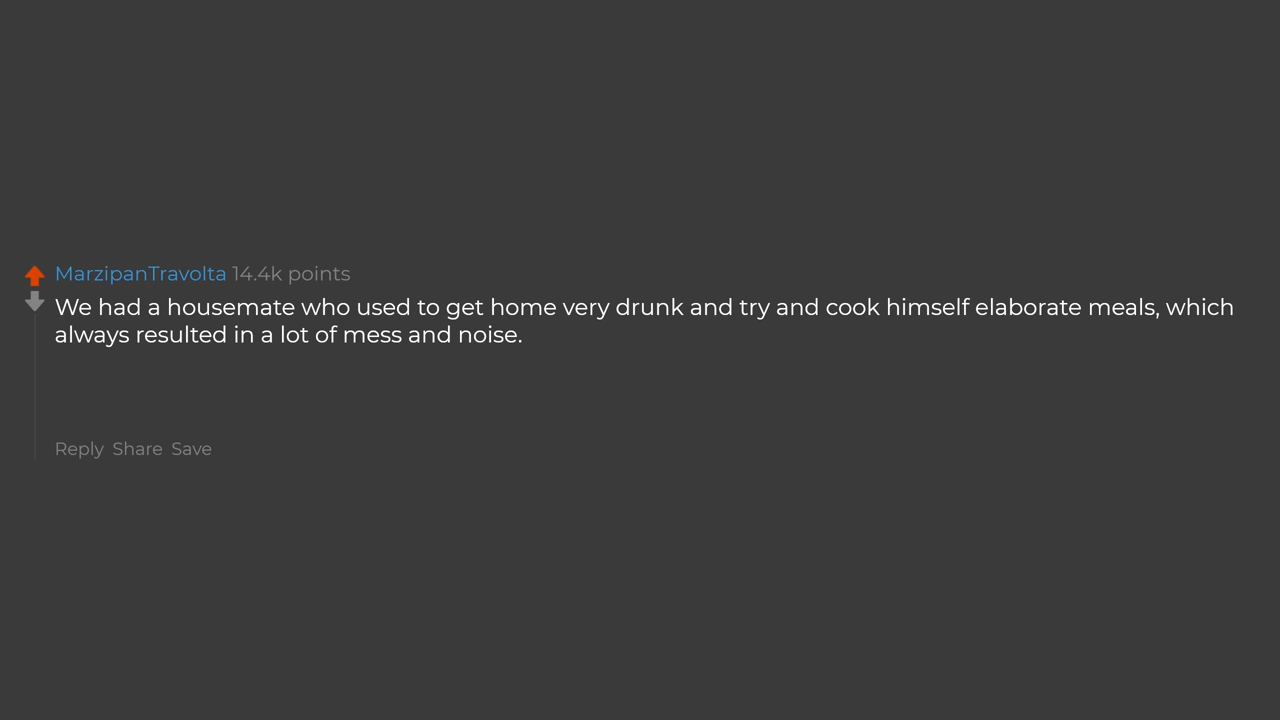 MarzipanTravolta 14.4k points
We had a housemate who used to get home very drunk and try and cook himself elaborate meals, which
always resulted in a lot of mess and noise.
Reply Share Save